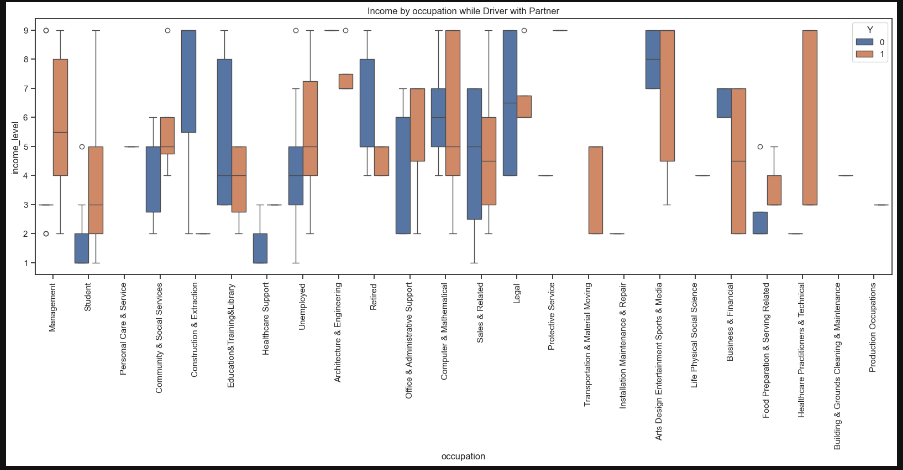 Income by occupation while Driver with Partner
Y
0
1
9
8
7
6
5
4
3
2
1
income_level
Management
Student
Personal Care & Service
Community & Social Services
Construction & Extraction
Education&Training&Library
Healthcare Support
Unemployed
Architecture & Engineering
Retired
Office & Administrative Support
Computer & Mathematical
Sales & Related
Legal
Protective Service
Transportation & Material Moving
Installation Maintenance & Repair
Arts Design Entertainment Sports & Media
Life Physical Social Science
Business & Financial
Food Preparation & Serving Related
Healthcare Practitioners & Technical
Building & Grounds Cleaning & Maintenance
Production Occupations
occupation